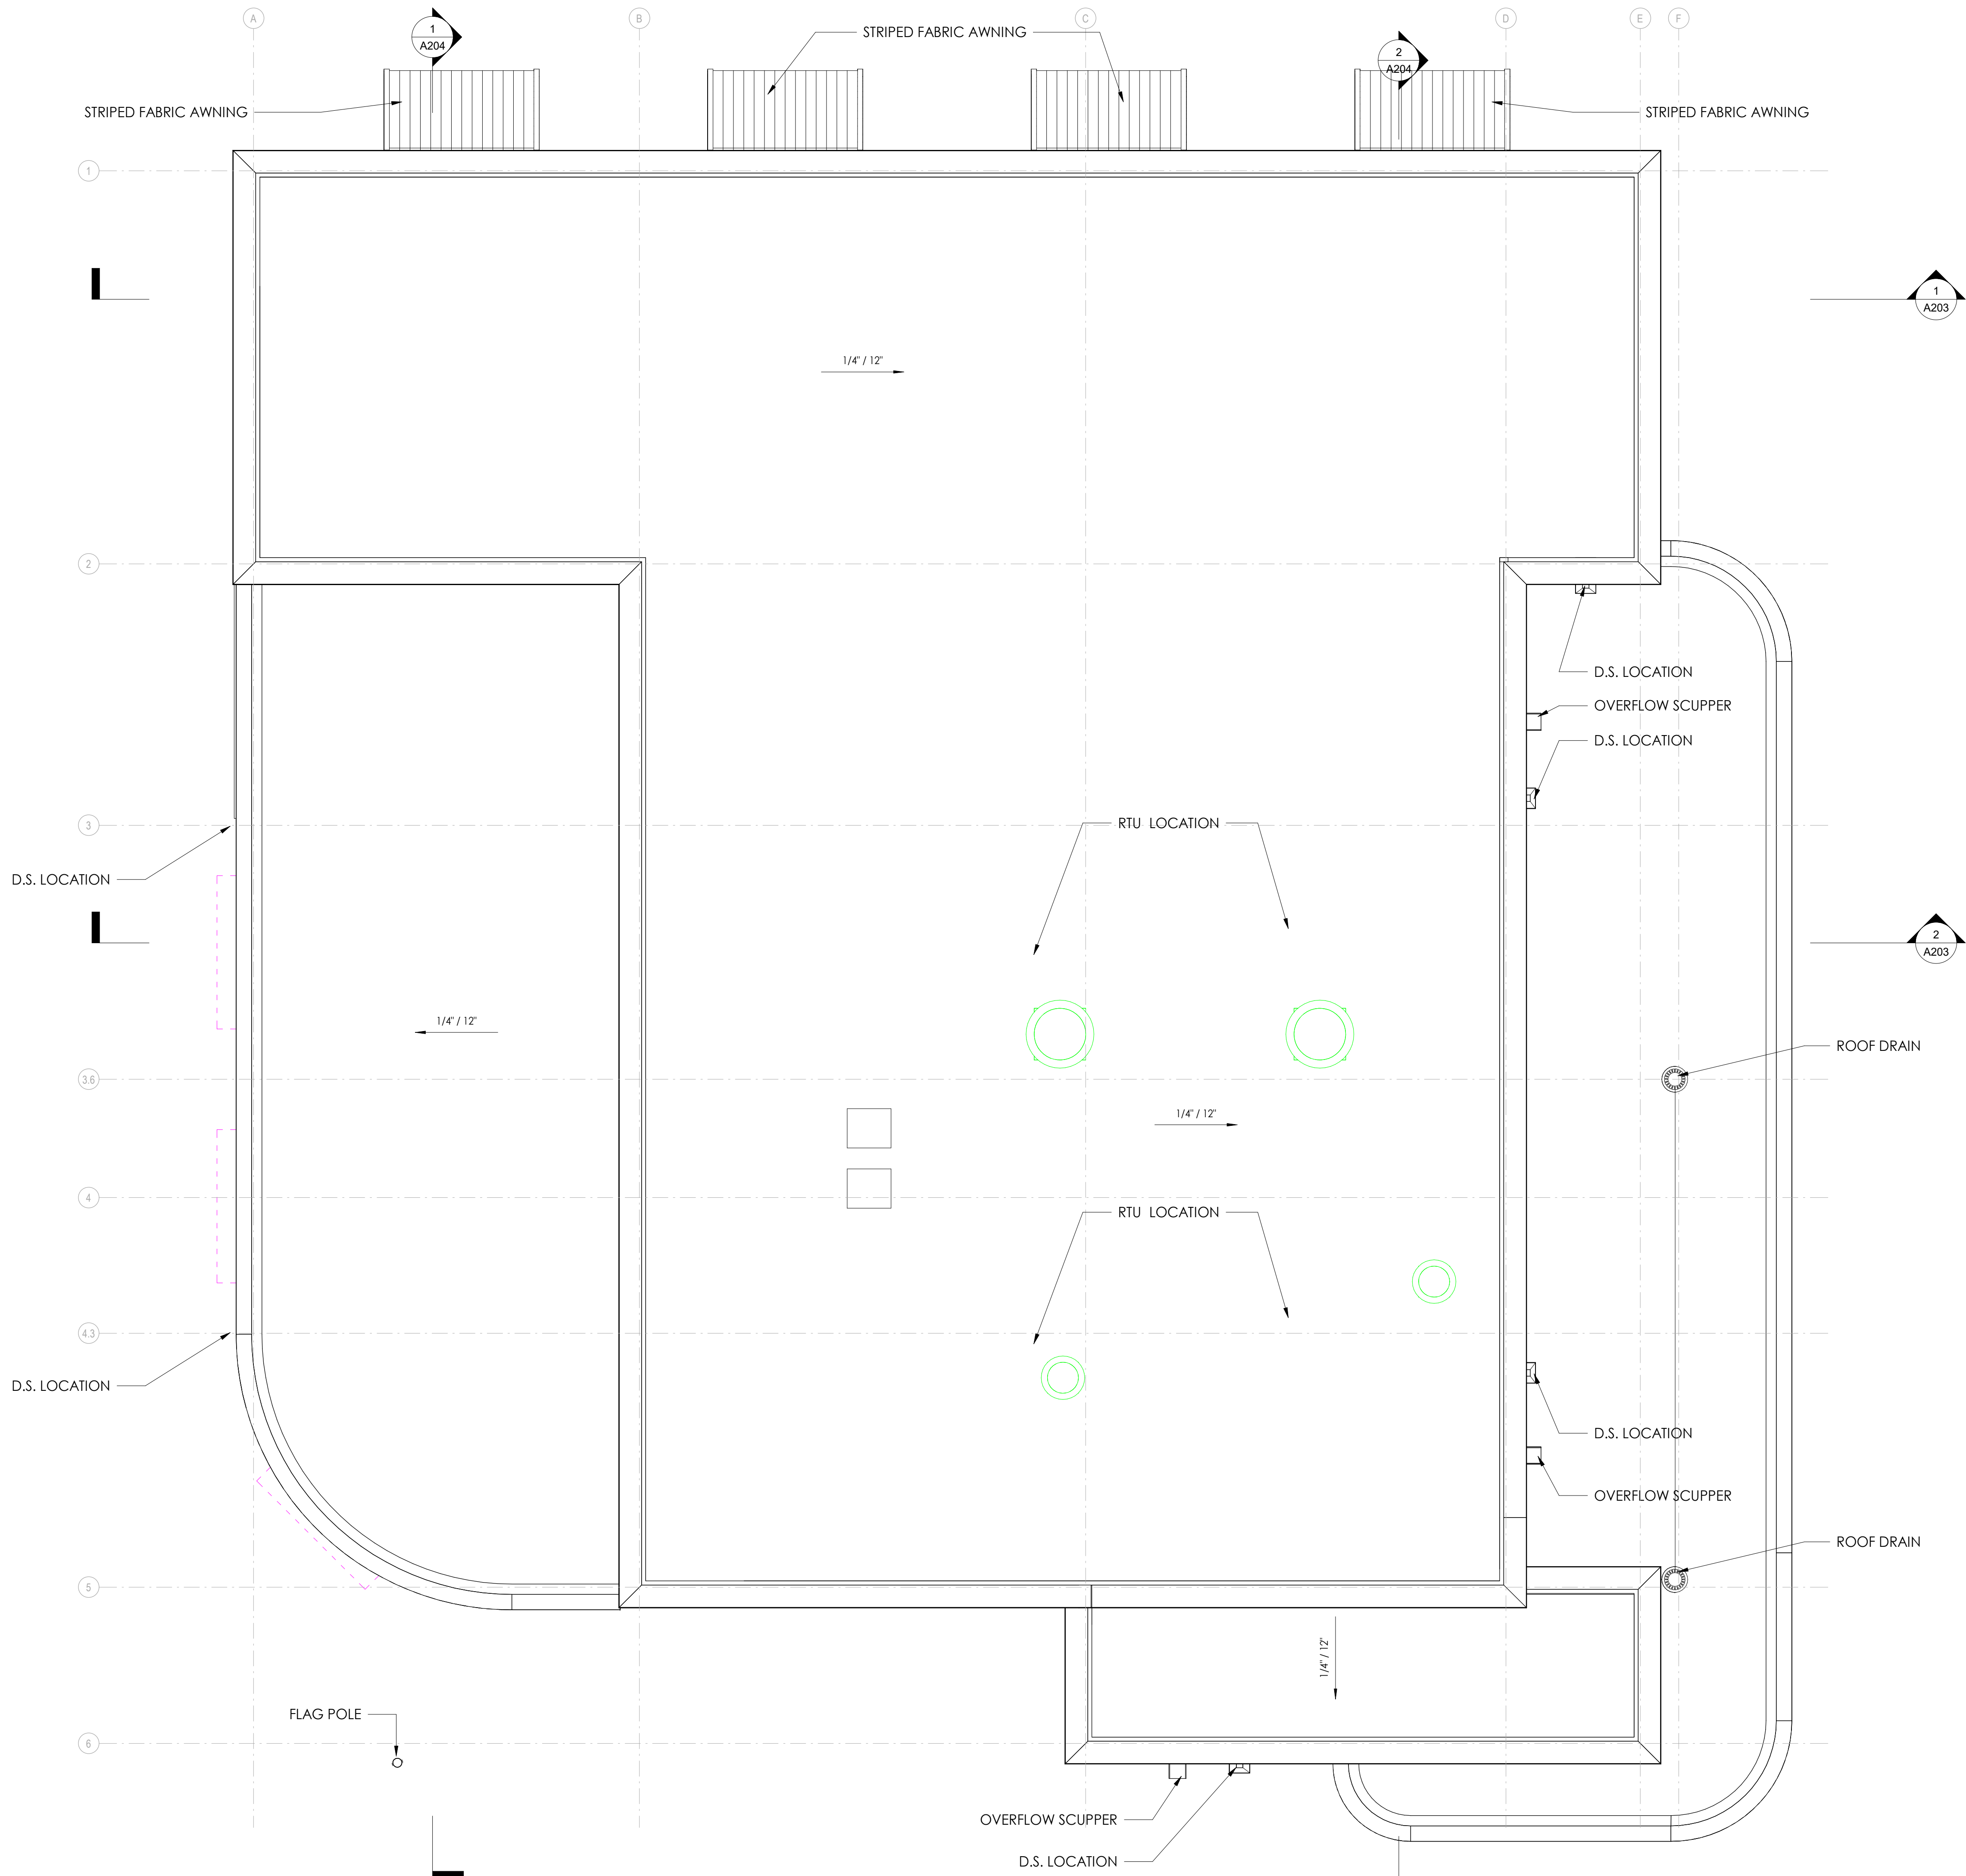 A
B
C
D
E
F
1
A204
STRIPED FABRIC AWNING
2
A204
STRIPED FABRIC AWNING
STRIPED FABRIC AWNING
1
1
A203
1/4" / 12"
2
D.S. LOCATION
OVERFLOW SCUPPER
D.S. LOCATION
3
RTU LOCATION
D.S. LOCATION
2
A203
1/4" / 12"
ROOF DRAIN
3.6
1/4" / 12"
4
RTU LOCATION
4.3
D.S. LOCATION
D.S. LOCATION
OVERFLOW SCUPPER
ROOF DRAIN
5
1/4" / 12"
FLAG POLE
6
OVERFLOW SCUPPER
D.S. LOCATION